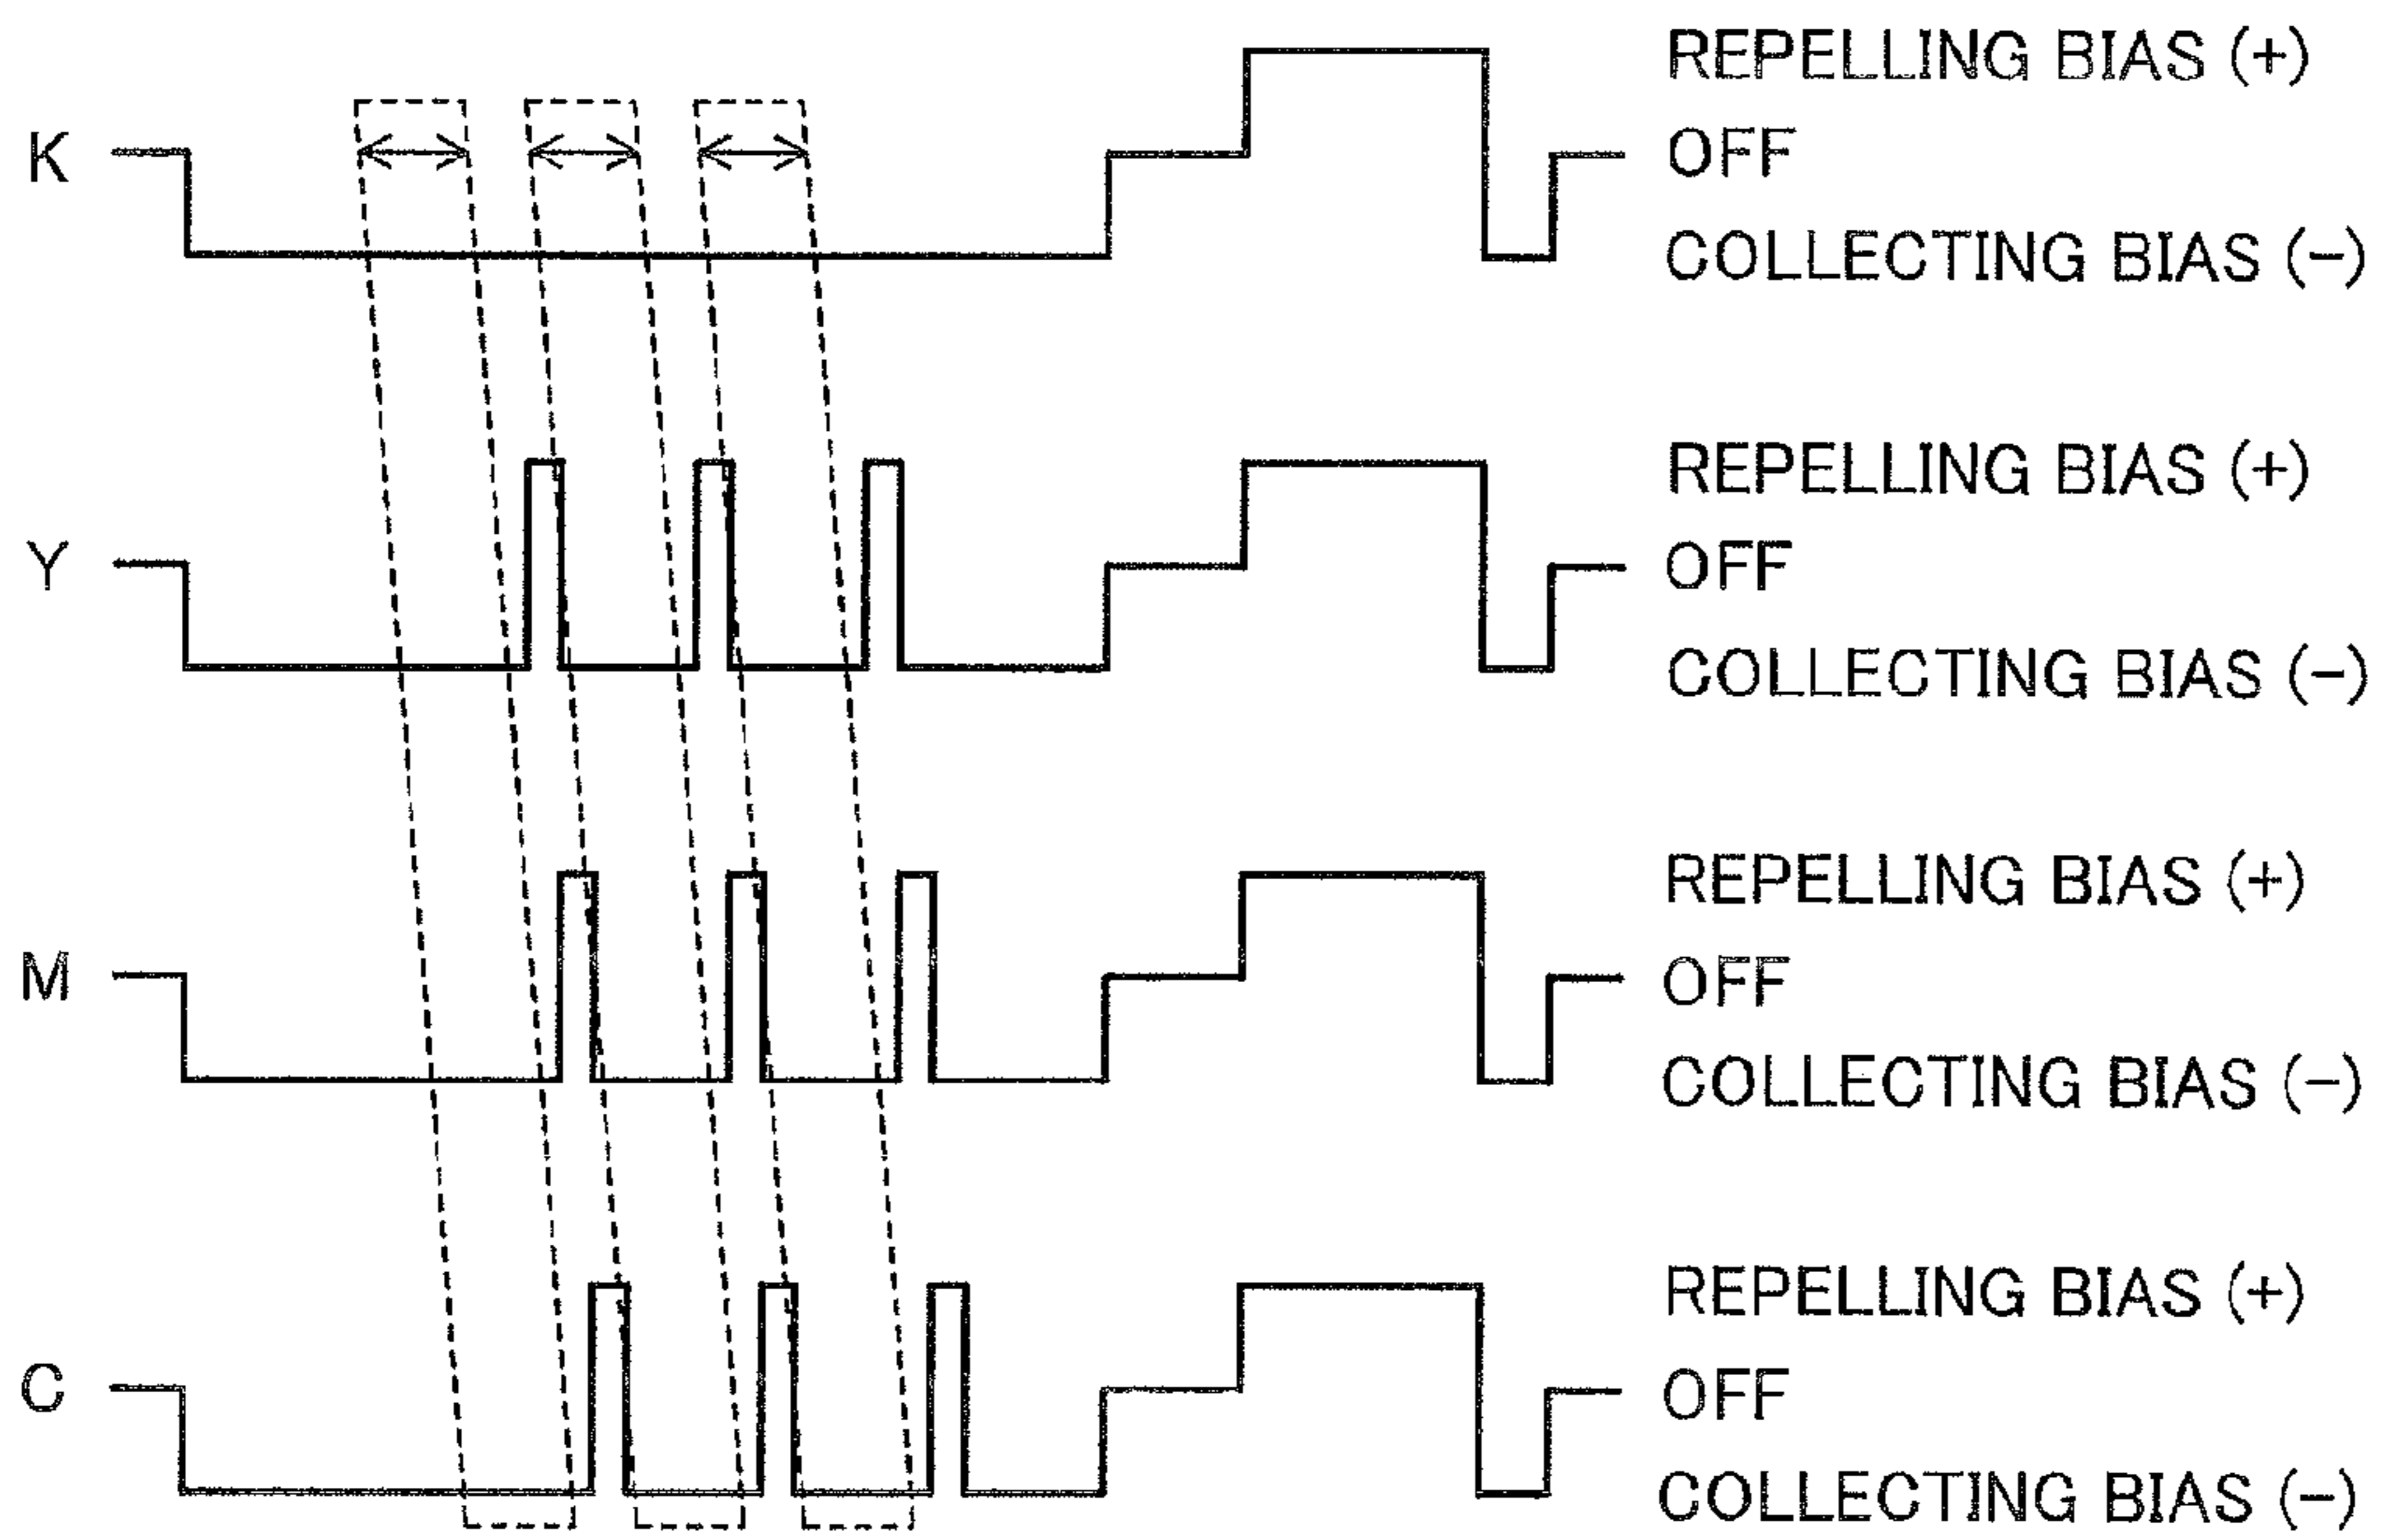 REPELLING BIAS (+)
K OFF
COLLECTING BIAS (−)
REPELLING BIAS (+)
Y OFF
COLLECTING BIAS (−)
REPELLING BIAS (+)
M OFF
COLLECTING BIAS (−)
REPELLING BIAS (+)
C OFF
COLLECTING BIAS (−)